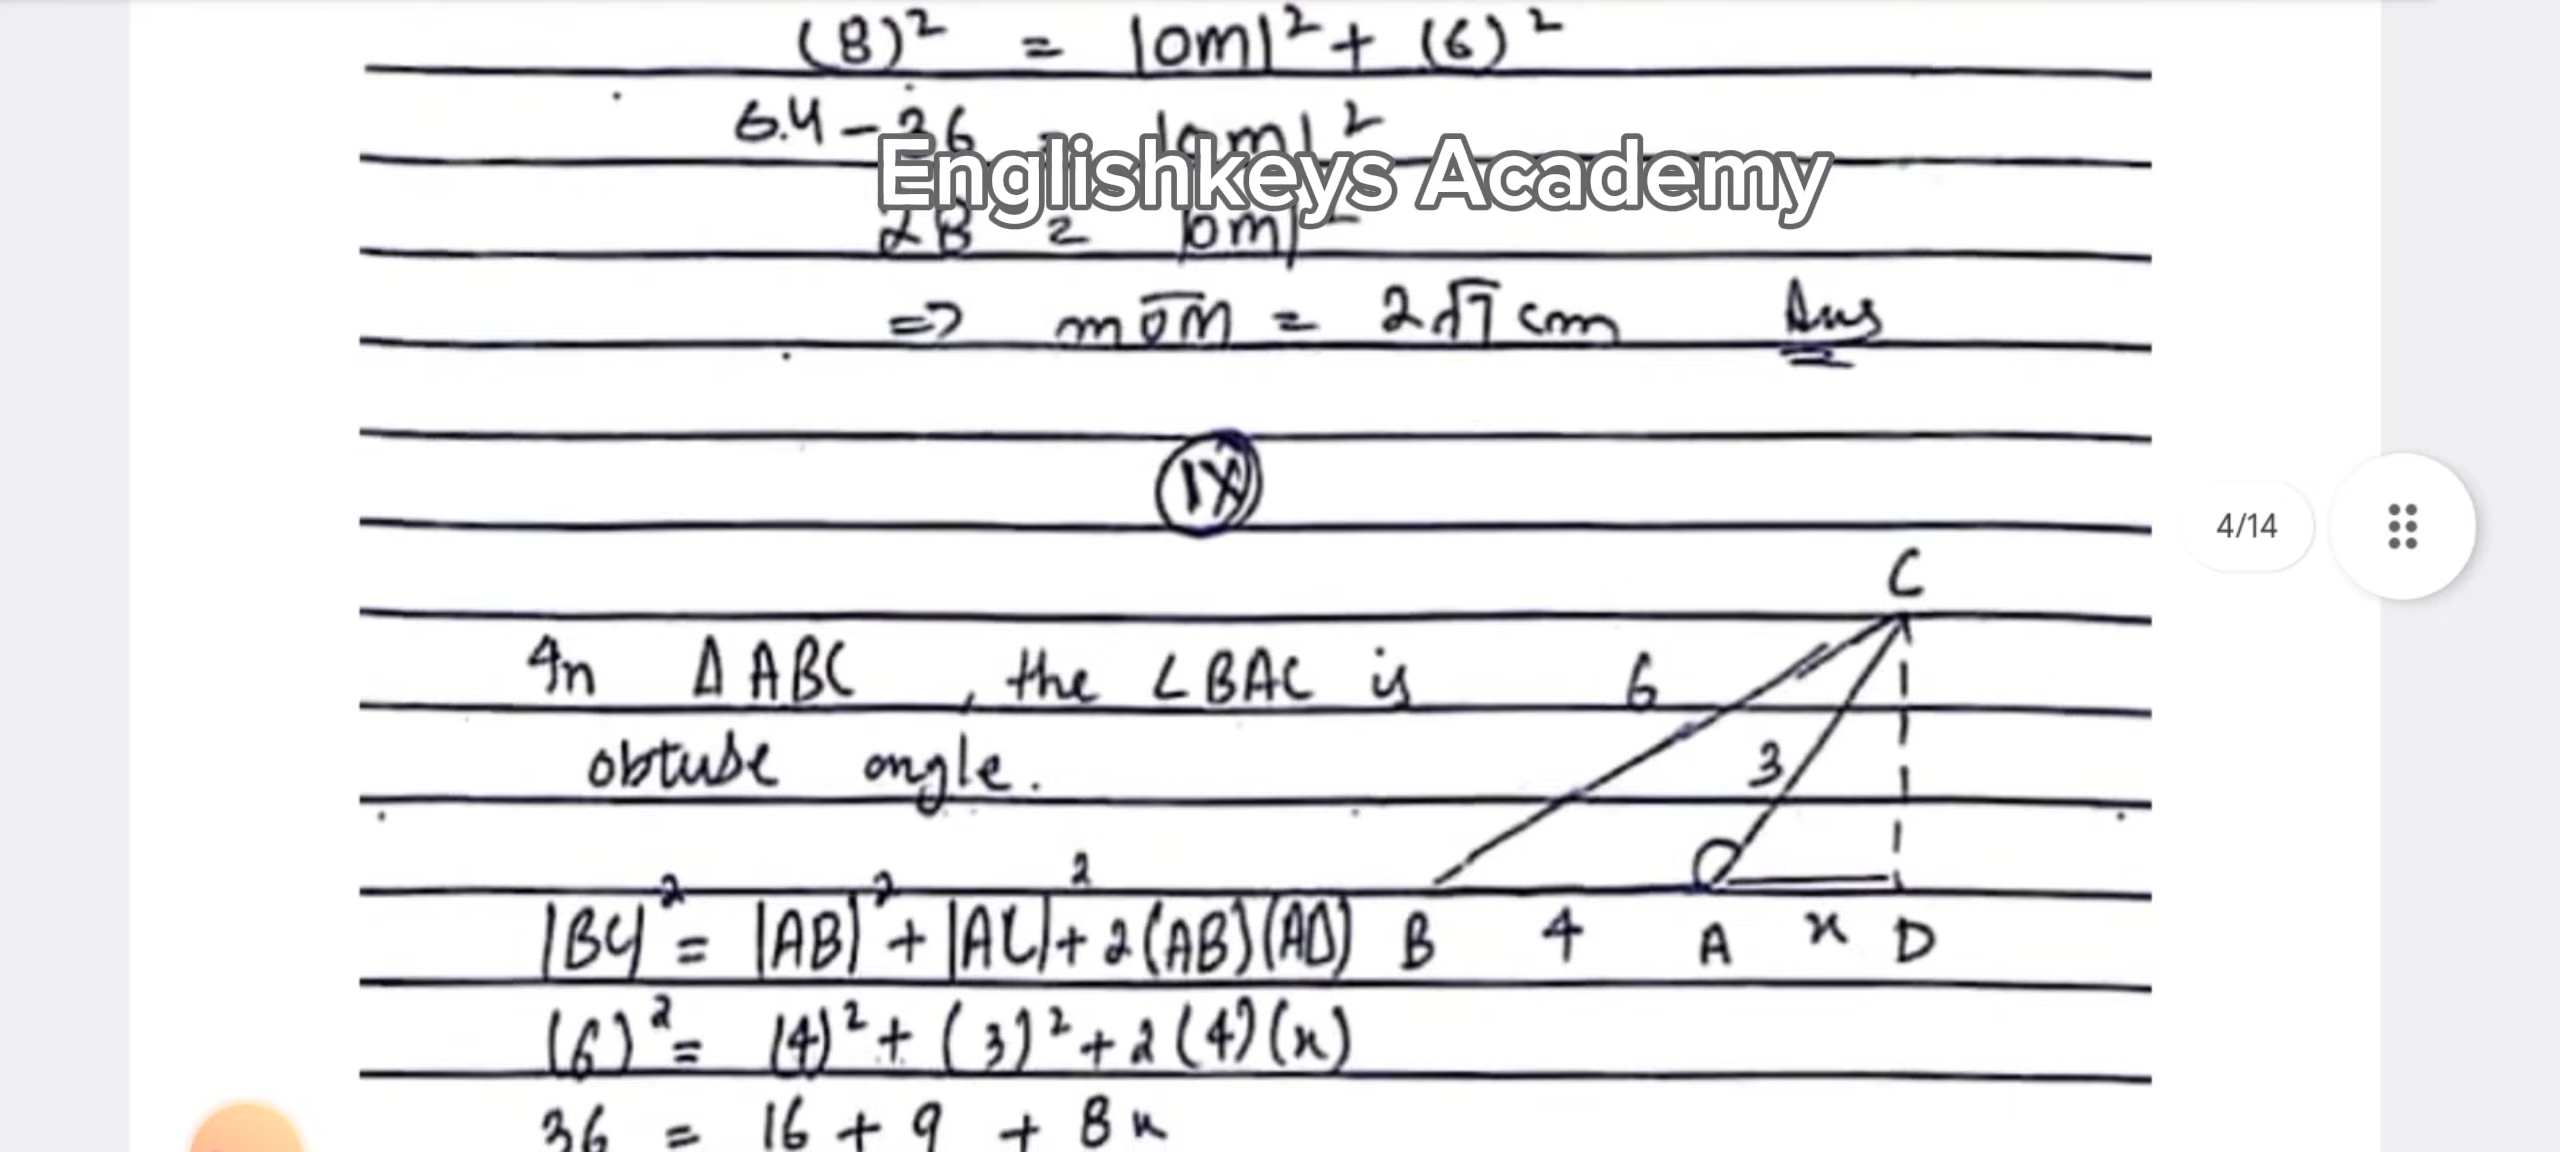 (8)² = |om|² + (6)²
64 - 36 = |om|²
Englishkeys Academy
28 = |om|²
=> mOM = 2√7 cm Ans
IX
4/14
C
In ΔABC, the ∠BAC is
6
obtuse angle.
3
|BC|² = |AB|² + |AC|² + 2(AB)(AD)
B 4 A x D
(6)² = (4)² + (3)² + 2(4)(x)
36 = 16 + 9 + 8x